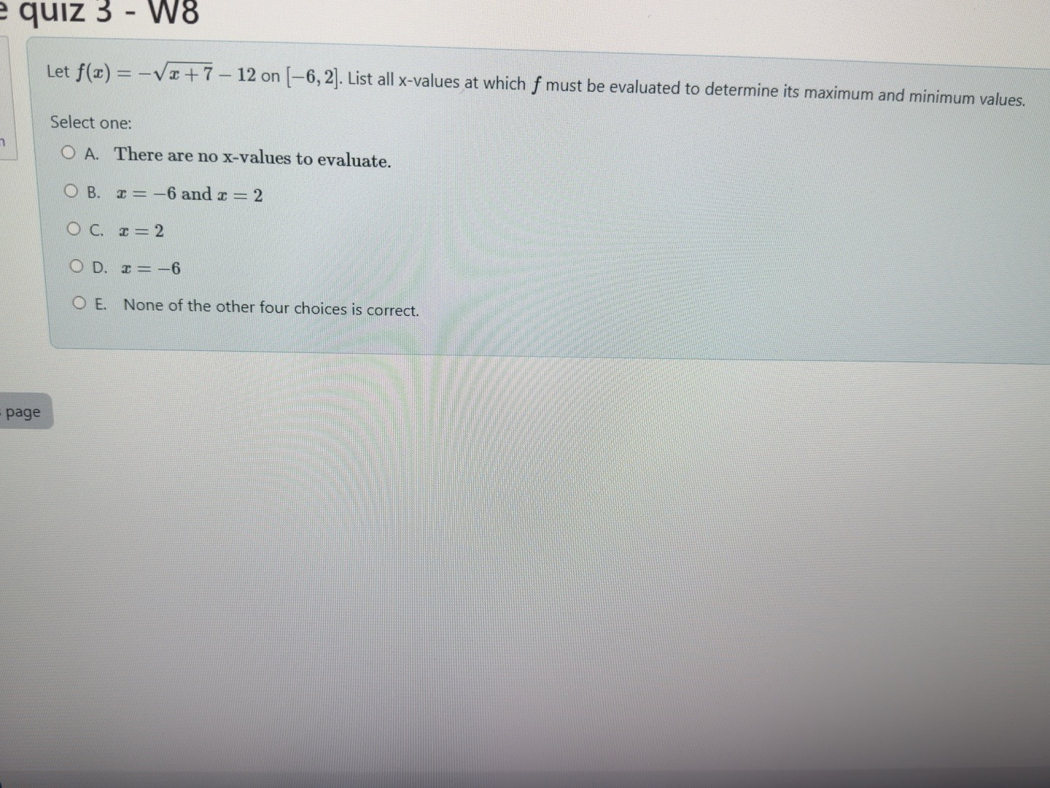 quiz 3 - W8
Let f(x) = −√x + 7 − 12 on [−6, 2]. List all x-values at which f must be evaluated to determine its maximum and minimum values.
Select one:
A. There are no x-values to evaluate.
B. x = −6 and x = 2
C. x = 2
D. x = −6
E. None of the other four choices is correct.
page